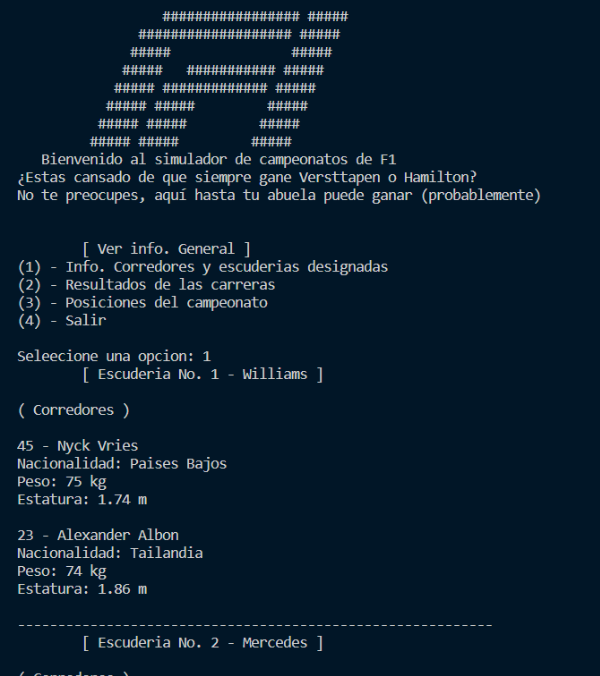 ################# #####
################### #####
#####               #####
#####   ########### #####
##### ############# #####
##### #####         #####
##### #####         #####
##### #####         #####
Bienvenido al simulador de campeonatos de F1
¿Estas cansado de que siempre gane Versttapen o Hamilton?
No te preocupes, aquí hasta tu abuela puede ganar (probablemente)
[ Ver info. General ]
(1) - Info. Corredores y escuderias designadas
(2) - Resultados de las carreras
(3) - Posiciones del campeonato
(4) - Salir
Seleecione una opcion: 1
[ Escuderia No. 1 - Williams ]
( Corredores )
45 - Nyck Vries
Nacionalidad: Paises Bajos
Peso: 75 kg
Estatura: 1.74 m
23 - Alexander Albon
Nacionalidad: Tailandia
Peso: 74 kg
Estatura: 1.86 m
-----------------------------------------------------------
[ Escuderia No. 2 - Mercedes ]